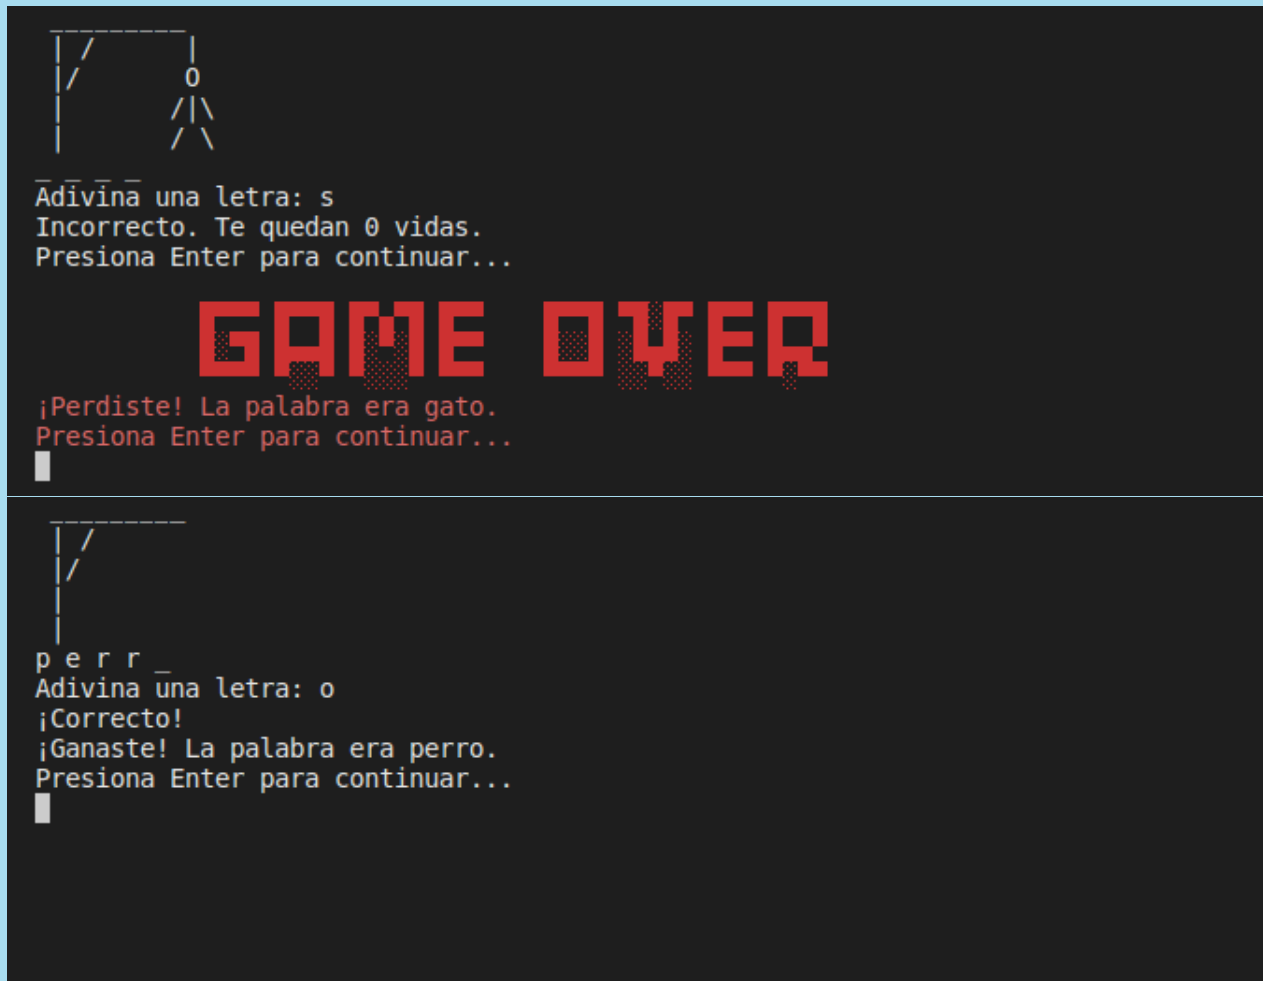 _ _ _ _
Adivina una letra: s
Incorrecto. Te quedan 0 vidas.
Presiona Enter para continuar...
GAME OVER
¡Perdiste! La palabra era gato.
Presiona Enter para continuar...
p e r r _
Adivina una letra: o
¡Correcto!
¡Ganaste! La palabra era perro.
Presiona Enter para continuar...